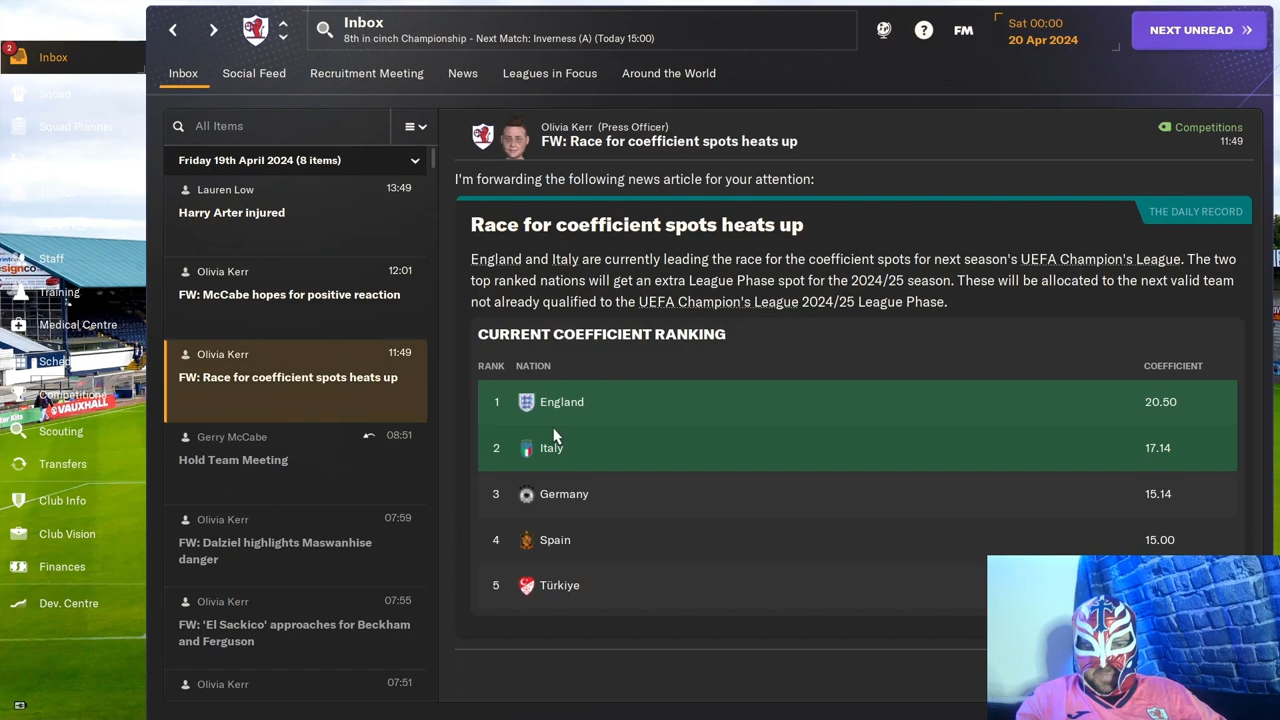 Inbox
8th in cinch Championship - Next Match: Inverness (A) (Today 15:00)
FM
Sat 00:00
20 Apr 2024
NEXT UNREAD
2
Inbox
Squad
Squad Planner
Staff
Training
Medical Centre
Sched
Competitions
Scouting
Transfers
Club Info
Club Vision
Finances
Dev. Centre
VAUXHALL
Inbox
Social Feed
Recruitment Meeting
News
Leagues in Focus
Around the World
All Items
Friday 19th April 2024 (8 items)
Lauren Low 13:49
Harry Arter injured
Olivia Kerr 12:01
FW: McCabe hopes for positive reaction
Olivia Kerr 11:49
FW: Race for coefficient spots heats up
Gerry McCabe 08:51
Hold Team Meeting
Olivia Kerr 07:59
FW: Dalziel highlights Maswanhise
danger
Olivia Kerr 07:55
FW: 'El Sackico' approaches for Beckham
and Ferguson
Olivia Kerr 07:51
Olivia Kerr (Press Officer)
FW: Race for coefficient spots heats up
Competitions
11:49
I'm forwarding the following news article for your attention:
THE DAILY RECORD
Race for coefficient spots heats up
England and Italy are currently leading the race for the coefficient spots for next season's UEFA Champion's League. The two
top ranked nations will get an extra League Phase spot for the 2024/25 season. These will be allocated to the next valid team
not already qualified to the UEFA Champion's League 2024/25 League Phase.
CURRENT COEFFICIENT RANKING
RANK NATION COEFFICIENT
1 England 20.50
2 Italy 17.14
3 Germany 15.14
4 Spain 15.00
5 Türkiye